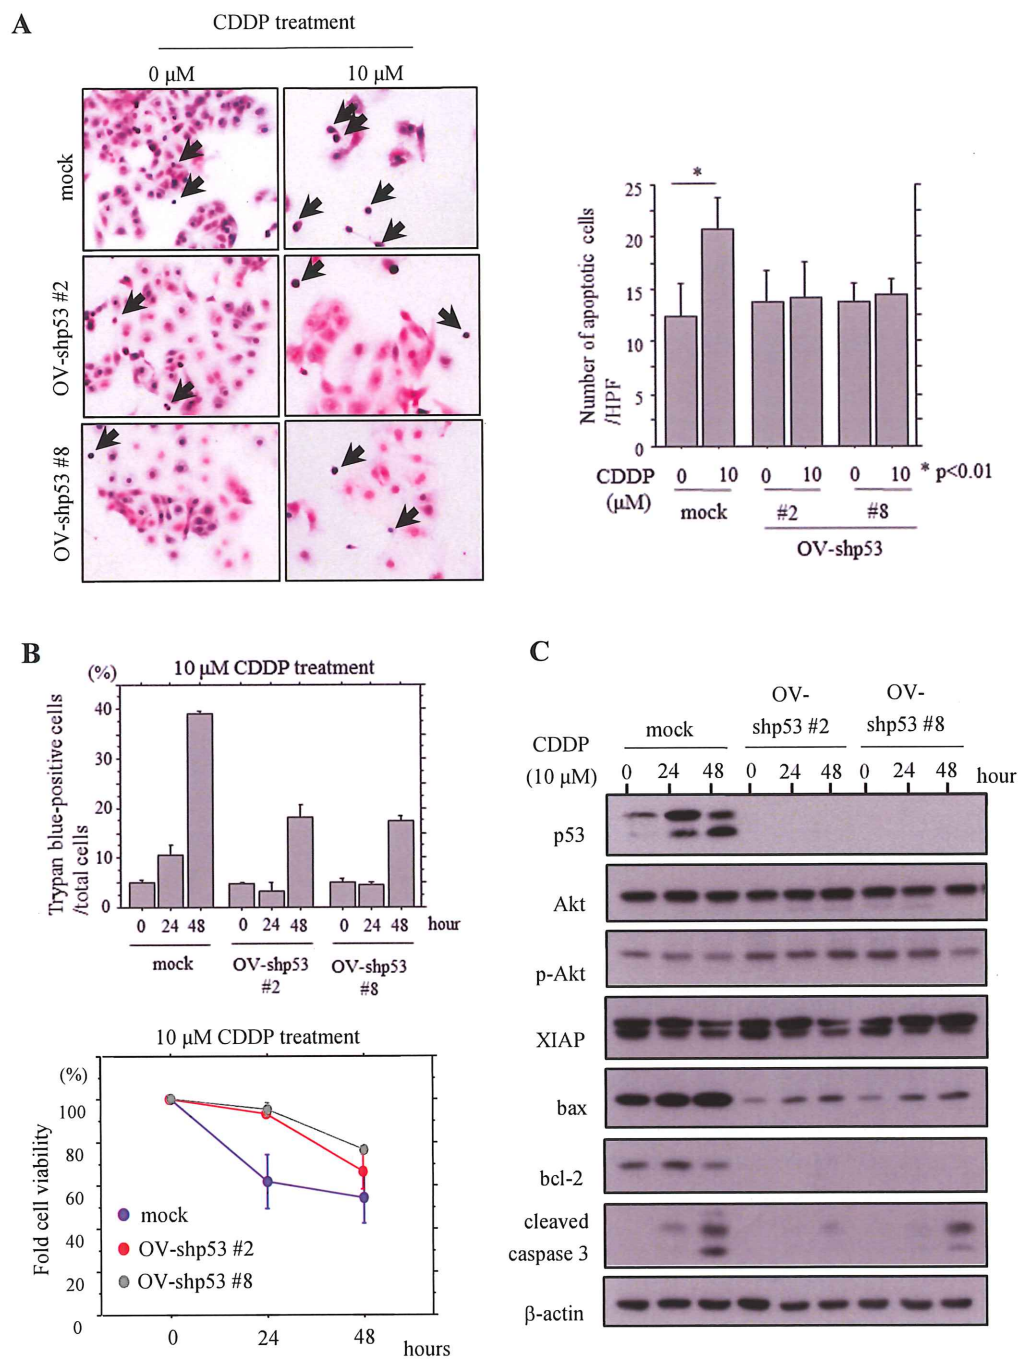 A
CDDP treatment
0 μM
10 μM
mock
OV-shp53 #2
OV-shp53 #8
Number of apoptotic cells
/HPF
25
20
15
10
5
0
*
CDDP
(μM)
0 10 0 10 0 10
* p<0.01
mock
#2
#8
OV-shp53
B
(%)
10 μM CDDP treatment
Trypan blue-positive cells
/total cells
40
30
20
10
0
0 24 48 0 24 48 0 24 48 hour
mock
OV-shp53
#2
OV-shp53
#8
10 μM CDDP treatment
(%)
Fold cell viability
100
80
60
40
20
0
mock
OV-shp53 #2
OV-shp53 #8
0 24 48 hours
C
CDDP
(10 μM)
mock
OV-
shp53 #2
OV-
shp53 #8
0 24 48 0 24 48 0 24 48 hour
p53
Akt
p-Akt
XIAP
bax
bcl-2
cleaved
caspase 3
β-actin